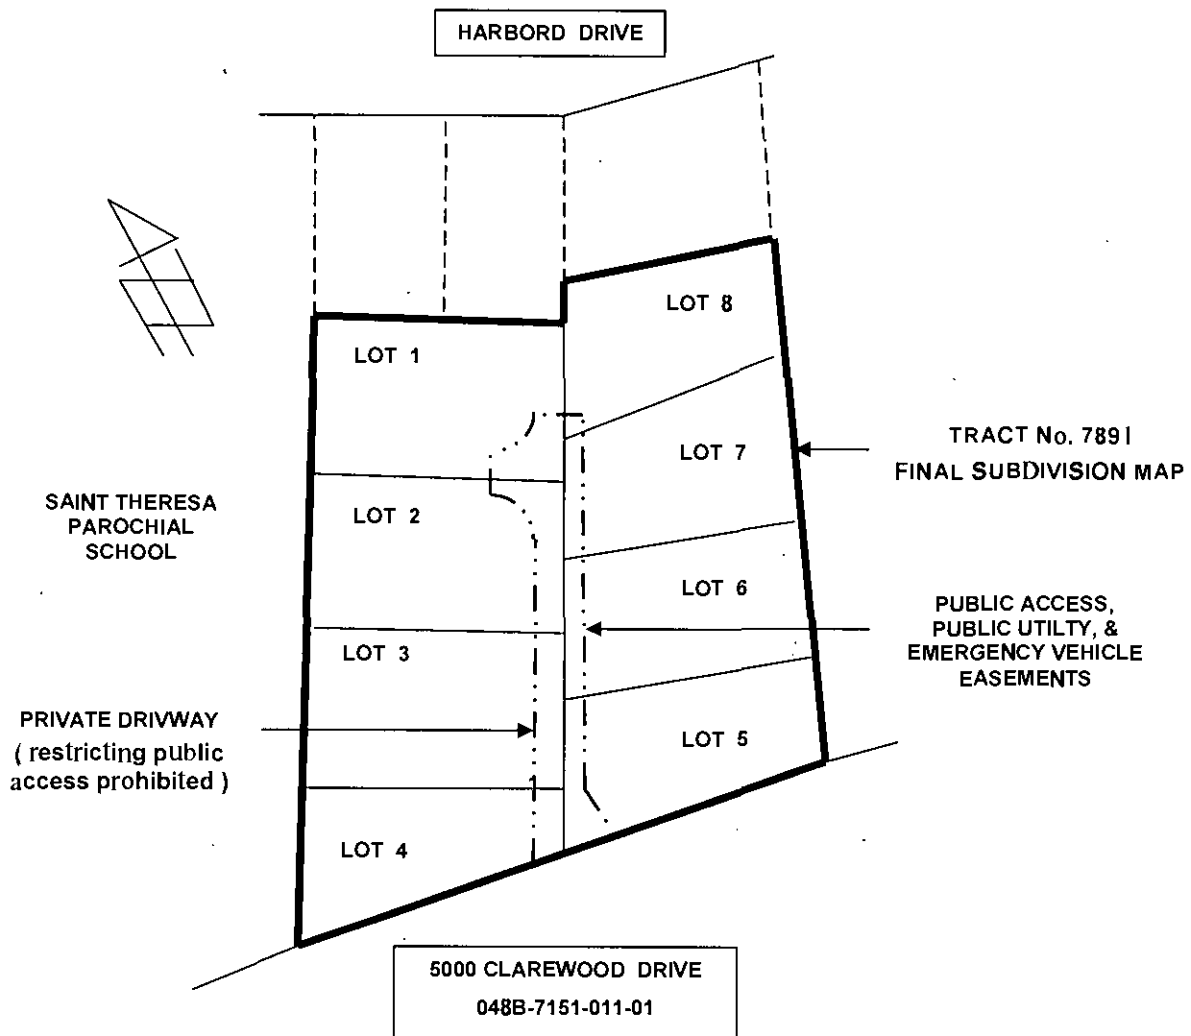 HARBORD DRIVE
LOT 8
LOT 1
TRACT No. 7891
FINAL SUBDIVISION MAP
LOT 7
SAINT THERESA
PAROCHIAL
SCHOOL
LOT 2
LOT 6
PUBLIC ACCESS,
PUBLIC UTILTY, &
EMERGENCY VEHICLE
EASEMENTS
LOT 3
PRIVATE DRIVWAY
( restricting public
access prohibited )
LOT 5
LOT 4
5000 CLAREWOOD DRIVE
048B-7151-011-01